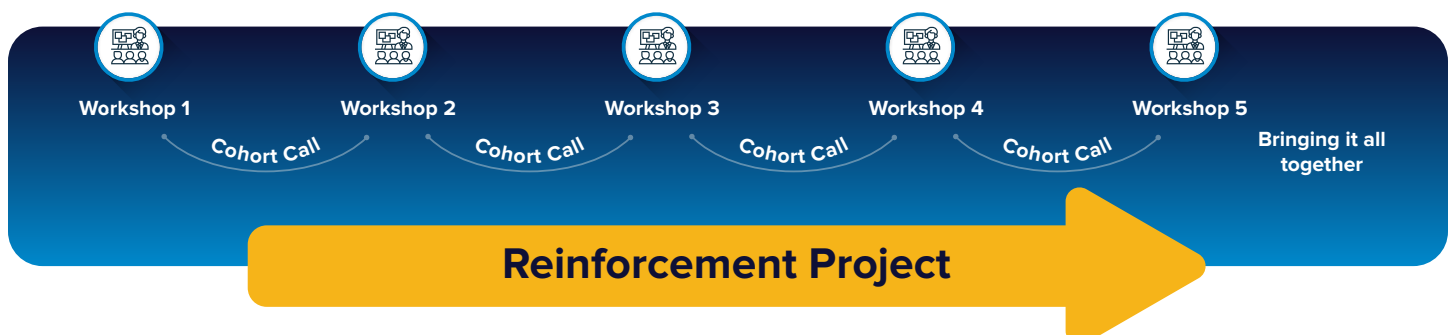 Workshop 1
Workshop 2
Workshop 3
Workshop 4
Workshop 5
Cohort Call
Cohort Call
Cohort Call
Cohort Call
Bringing it all
together
Reinforcement Project